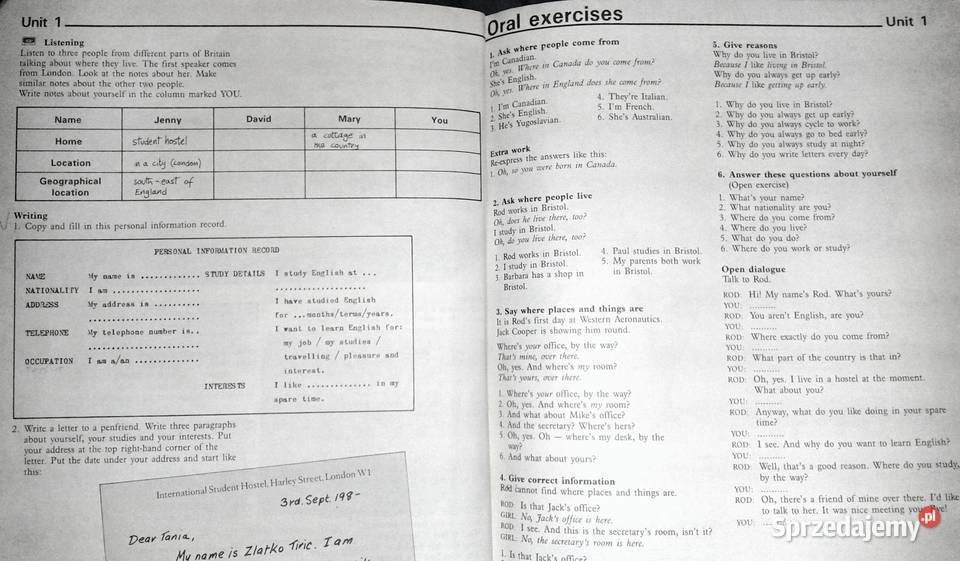 Unit 1
Listening
Listen to three people from different parts of Britain
talking about where they live. The first speaker comes
from London. Look at the notes about her. Make
similar notes about the other two people.
Write notes about yourself in the column marked YOU.
Name Jenny David Mary You
Home student hostel a cottage in
the country
Location in a city (London)
Geographical south-east of
location England
Writing
1. Copy and fill in this personal information record.
PERSONAL INFORMATION RECORD
NAME My name is .............
NATIONALITY I am ...................
ADDRESS My address is ..........
........................
TELEPHONE My telephone number is..
........................
OCCUPATION I am a/an ..............
STUDY DETAILS I study English at ...
....................
I have studied English
for ...months/terms/years.
I want to learn English for:
my job / my studies /
travelling / pleasure and
interest.
INTERESTS I like .............. in my
spare time.
2. Write a letter to a penfriend. Write three paragraphs
about yourself, your studies and your interests. Put
your address at the top right-hand corner of the
letter. Put the date under your address and start like
this:
International Student Hostel, Harley Street, London W1
3rd. Sept. 198-
Dear Tania,
My name is Zlatko Tiric. I am
Oral exercises
Unit 1
1. Ask where people come from
I'm Canadian.
Oh, yes. Where in Canada do you come from?
She's English.
Oh, yes. Where in England does she come from?
1. I'm Canadian.
2. She's English.
3. He's Yugoslavian.
4. They're Italian.
5. I'm French.
6. She's Australian.
Extra work
Re-express the answers like this:
1. Oh, so you were born in Canada.
2. Ask where people live
Rod works in Bristol.
Oh, does he live there, too?
I study in Bristol.
Oh, do you live there, too?
1. Rod works in Bristol.
2. I study in Bristol.
3. Barbara has a shop in
Bristol.
4. Paul studies in Bristol.
5. My parents both work
in Bristol.
3. Say where places and things are
It is Rod's first day at Western Aeronautics.
Jack Cooper is showing him round.
Where's your office, by the way?
That's mine, over there.
Oh, yes. And where's my room?
That's yours, over there.
1. Where's your office, by the way?
2. Oh, yes. And where's my room?
3. And what about Mike's office?
4. And the secretary? Where's hers?
5. Oh, yes. Oh — where's my desk, by the
way?
6. And what about yours?
4. Give correct information
Rod cannot find where places and things are.
ROD: Is that Jack's office?
GIRL: No, Jack's office is here.
ROD: I see. And this is the secretary's room, isn't it?
GIRL: No, the secretary's room is here.
1. Is that Jack's office?
5. Give reasons
Why do you live in Bristol?
Because I like living in Bristol.
Why do you always get up early?
Because I like getting up early.
1. Why do you live in Bristol?
2. Why do you always get up early?
3. Why do you always cycle to work?
4. Why do you always go to bed early?
5. Why do you always study at night?
6. Why do you write letters every day?
6. Answer these questions about yourself
(Open exercise)
1. What's your name?
2. What nationality are you?
3. Where do you come from?
4. Where do you live?
5. What do you do?
6. Where do you work or study?
Open dialogue
Talk to Rod.
ROD: Hi! My name's Rod. What's yours?
YOU: ..........
ROD: You aren't English, are you?
YOU: ..........
ROD: Where exactly do you come from?
YOU: ..........
ROD: What part of the country is that in?
YOU: ..........
ROD: Oh, yes. I live in a hostel at the moment.
What about you?
YOU: ..........
ROD: Anyway, what do you like doing in your spare
time?
YOU: ..........
ROD: I see. And why do you want to learn English?
YOU: ..........
ROD: Well, that's a good reason. Where do you study,
by the way?
YOU: ..........
ROD: Oh, there's a friend of mine over there. I'd like
to talk to her. It was nice meeting
YOU:
Sprzedajemy.pl